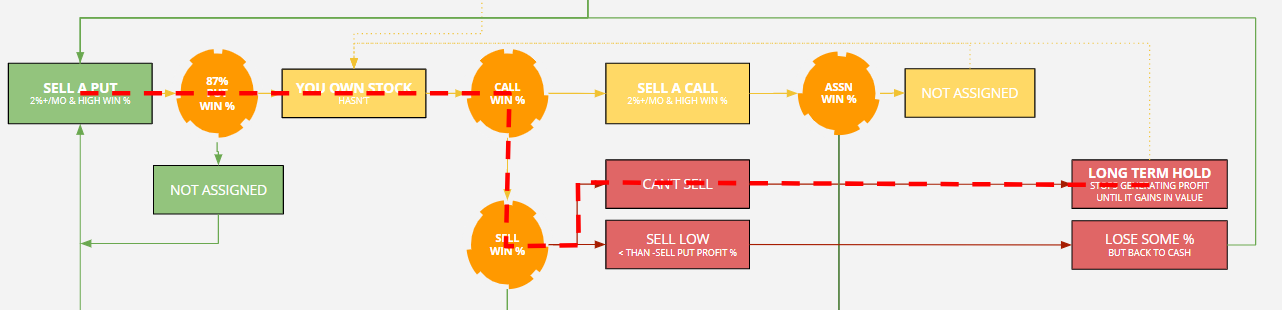 SELL A PUT
2%+/MO & HIGH WIN %
87%
PUT
WIN %
YOU OWN STOCK
HASN'T
CALL
WIN %
SELL A CALL
2%+/MO & HIGH WIN %
ASSN
WIN %
NOT ASSIGNED
NOT ASSIGNED
CAN'T SELL
LONG TERM HOLD
STOPS GENERATING PROFIT
UNTIL IT GAINS IN VALUE
SELL
WIN %
SELL LOW
< THAN -SELL PUT PROFIT %
LOSE SOME %
BUT BACK TO CASH